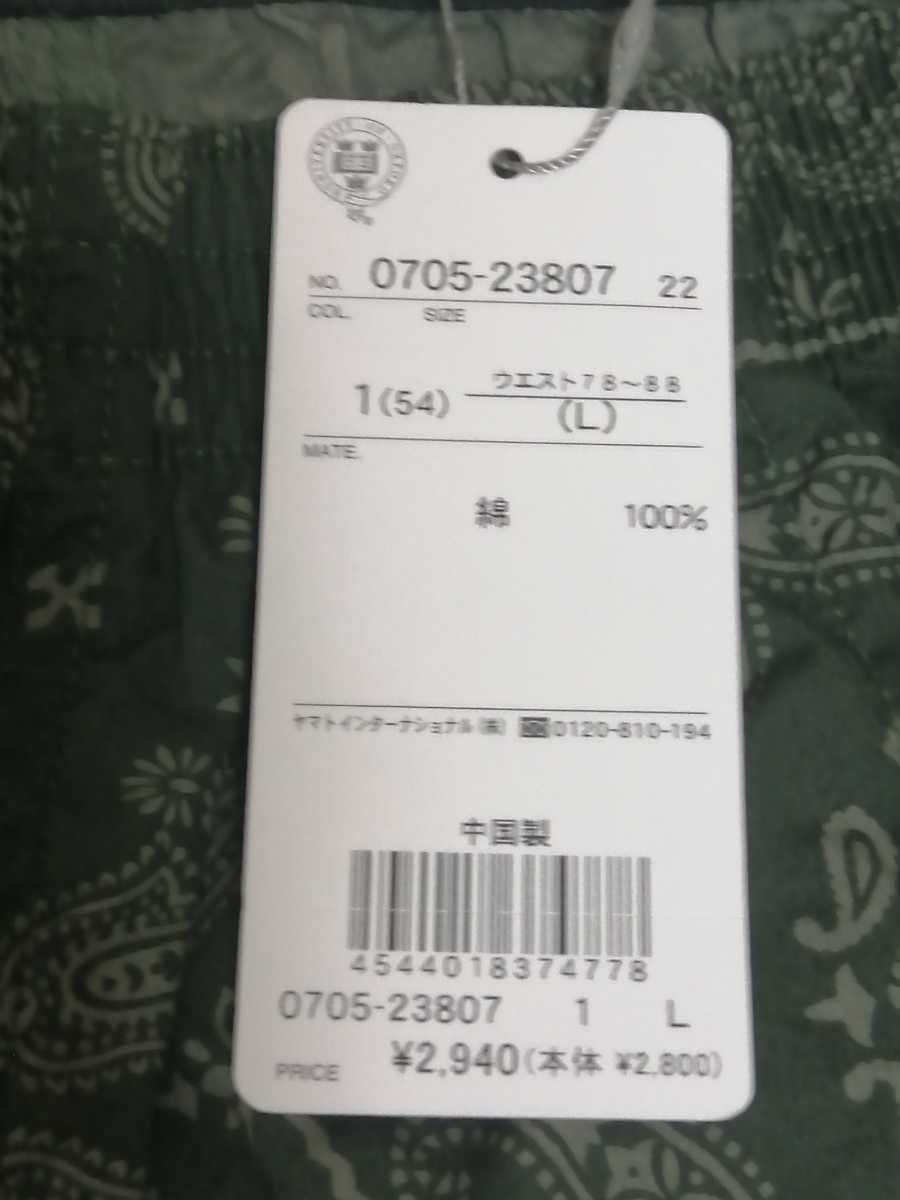 NO. 0705-23807 22
COL. SIZE
1(54) ウエスト78~88
(L)
MATE.
綿 100%
ヤマトインターナショナル(株) 0120-810-194
中国製
4544018374778
0705-23807 1 L
PRICE ¥2,940(本体 ¥2,800)